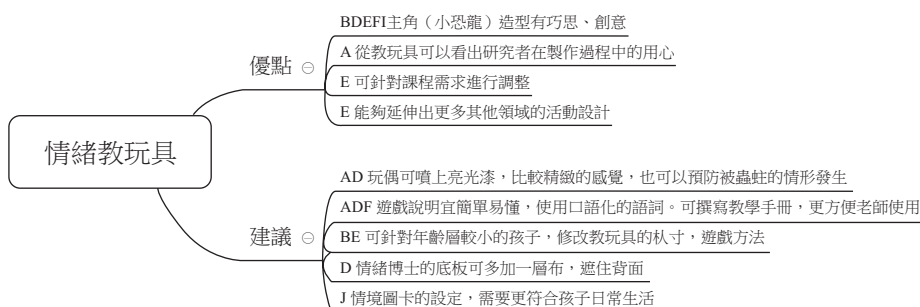 情緒教玩具
優點
BDEFI主角（小恐龍）造型有巧思、創意
A 從教玩具可以看出研究者在製作過程中的用心
E 可針對課程需求進行調整
E 能夠延伸出更多其他領域的活動設計
建議
AD 玩偶可噴上亮光漆，比較精緻的感覺，也可以預防被蟲蛀的情形發生
ADF 遊戲說明宜簡單易懂，使用口語化的語詞。可撰寫教學手冊，更方便老師使用
BE 可針對年齡層較小的孩子，修改教玩具的杁寸，遊戲方法
D 情緒博士的底板可多加一層布，遮住背面
J 情境圖卡的設定，需要更符合孩子日常生活